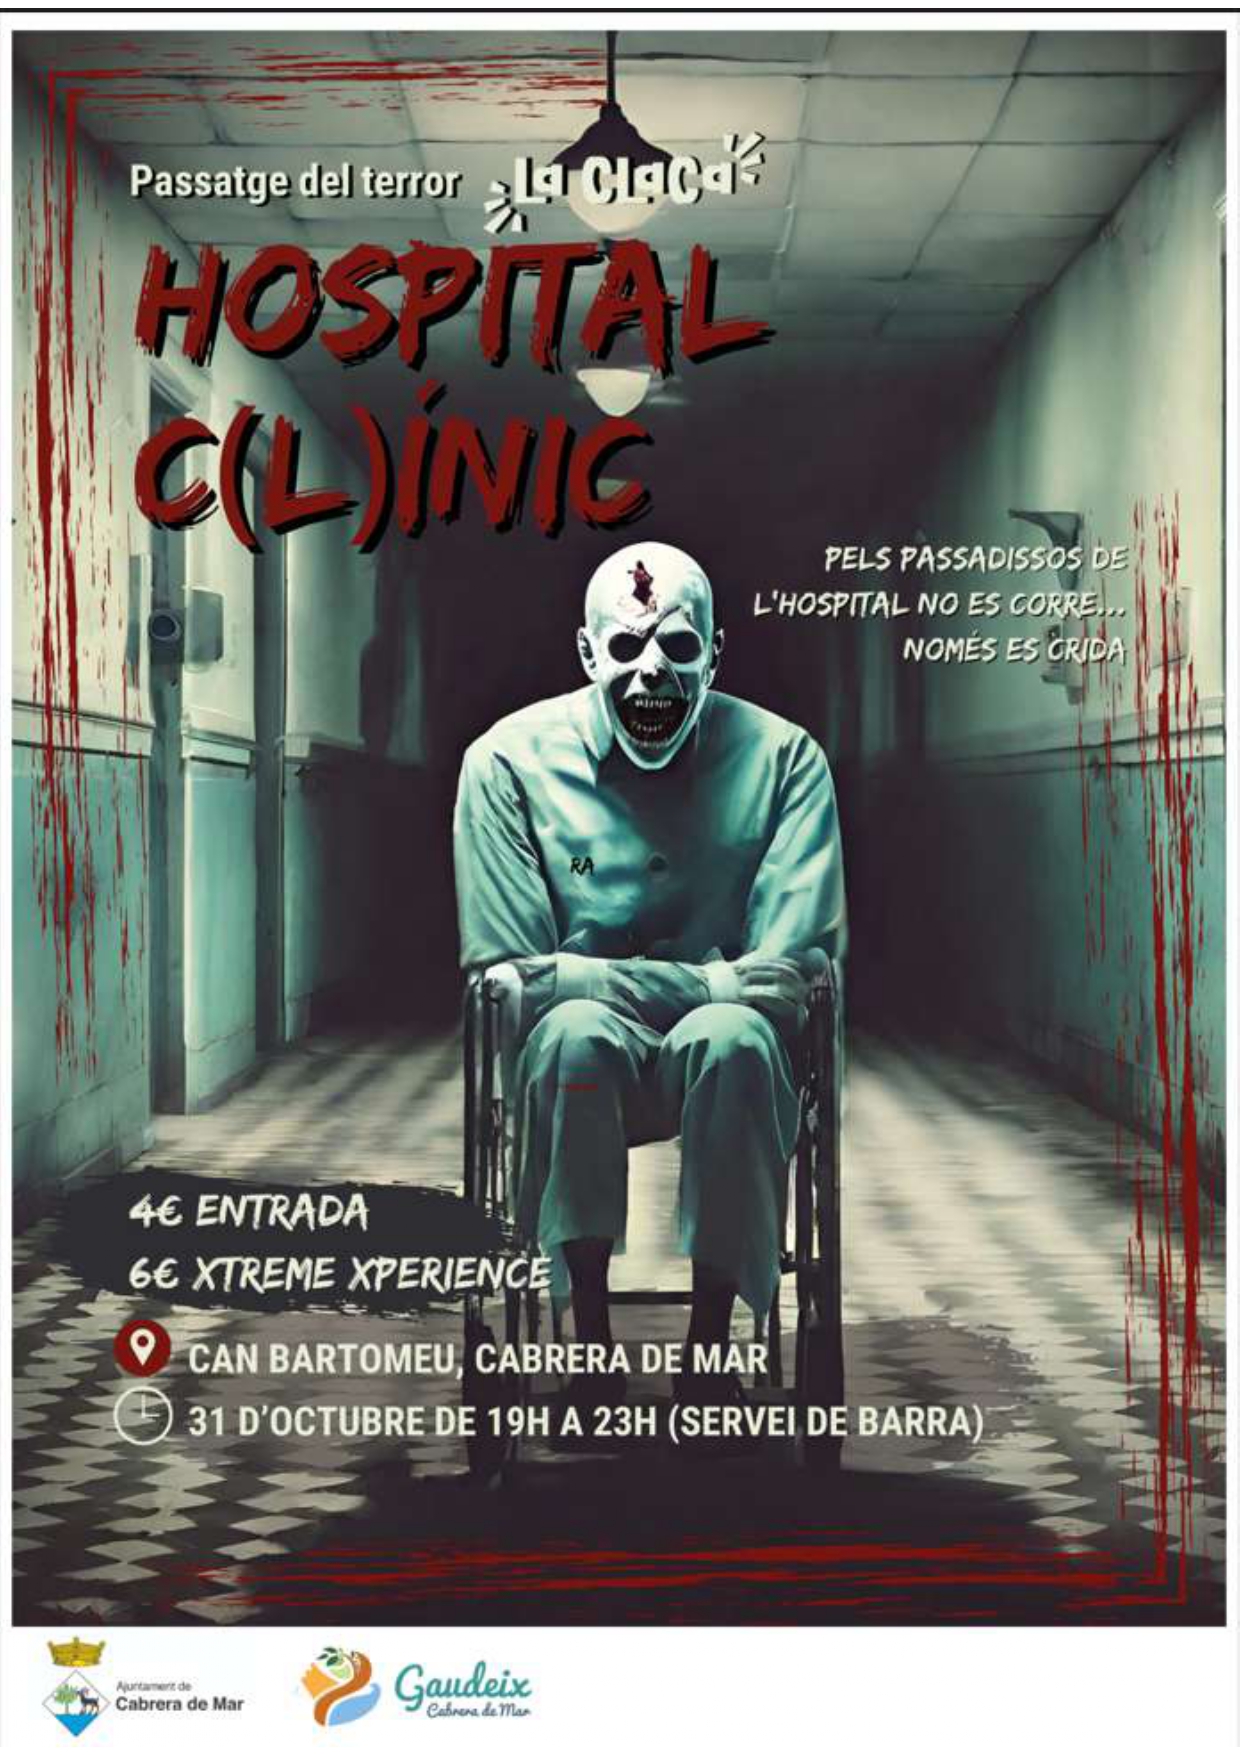 Passatge del terror La ClaCa
HOSPITAL
C(L)ÍNIC
PELS PASSADISSOS DE
L'HOSPITAL NO ES CORRE...
NOMÉS ES CRIDA
RA
4€ ENTRADA
6€ XTREME XPERIENCE
CAN BARTOMEU, CABRERA DE MAR
31 D'OCTUBRE DE 19H A 23H (SERVEI DE BARRA)
Ajuntament de
Cabrera de Mar
Gaudeix
Cabrera de Mar